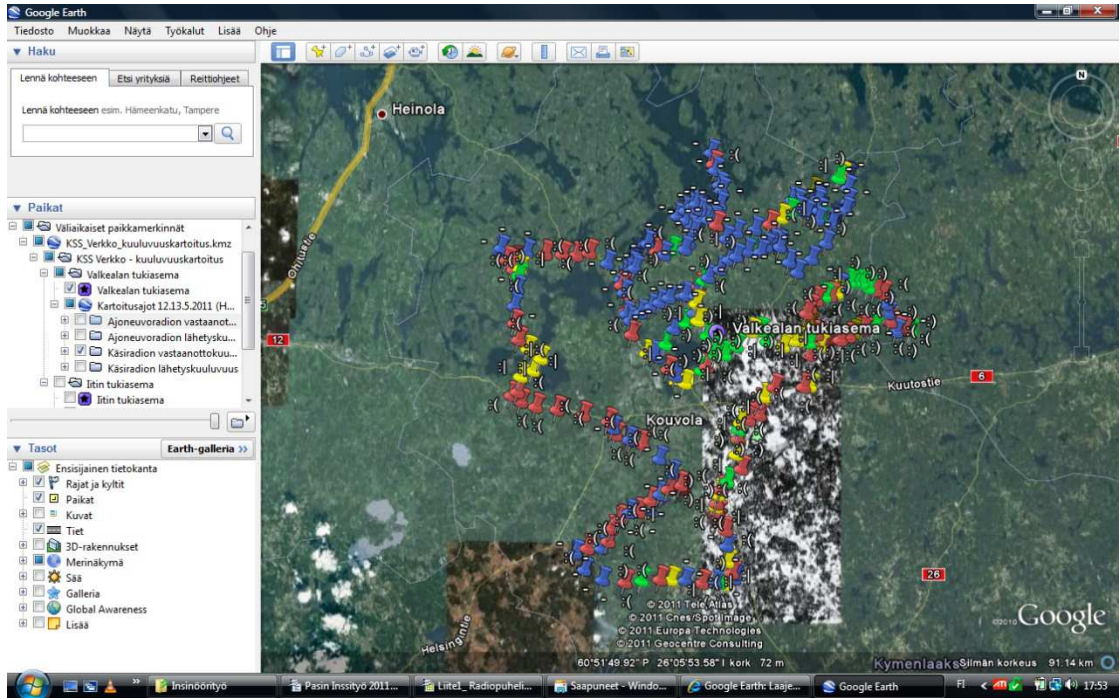 Google Earth
Tiedosto Muokkaa Näytä Työkalut Lisää Ohje
Haku
Lennä kohteeseen
Etsi yrityksiä
Reittiohjeet
Lennä kohteeseen esim. Hämeenkatu, Tampere
Paikat
Väliaikaiset paikkamerkinnät
KSS_Verkko_kuuluvuuskartoitus.kmz
KSS Verkko - kuuluvuuskartoitus
Valkealan tukiasema
Valkealan tukiasema
Kartoitusajot 12.13.5.2011 (H...
Ajoneuvoradion vastaanot...
Ajoneuvoradion lähetysku...
Käsiradion vastaanottokuu...
Käsiradion lähetyskuuluvuus
Iitin tukiasema
Iitin tukiasema
Tasot
Earth-galleria >>
Ensisijainen tietokanta
Rajat ja kyltit
Paikat
Kuvat
Tiet
3D-rakennukset
Merinäkymä
Sää
Galleria
Global Awareness
Lisää
N
Heinola
Ohitustie
12
Valkealan tukiasema
Kuutostie
6
Kouvola
26
Helsingintie
© 2011 Tele Atlas
© 2011 Cnes/Spot Image
© 2011 Europa Technologies
© 2011 Geocentre Consulting
©2010 Google
60°51'49.92" P 26°05'53.58" I kork 72 m
Silmän korkeus 91.14 km
Insinöörityö
Pasin Inssityö 2011...
Liite1_ Radiopuheli...
Saapuneet - Windo...
Google Earth: Laaje...
Google Earth
FI
17:53